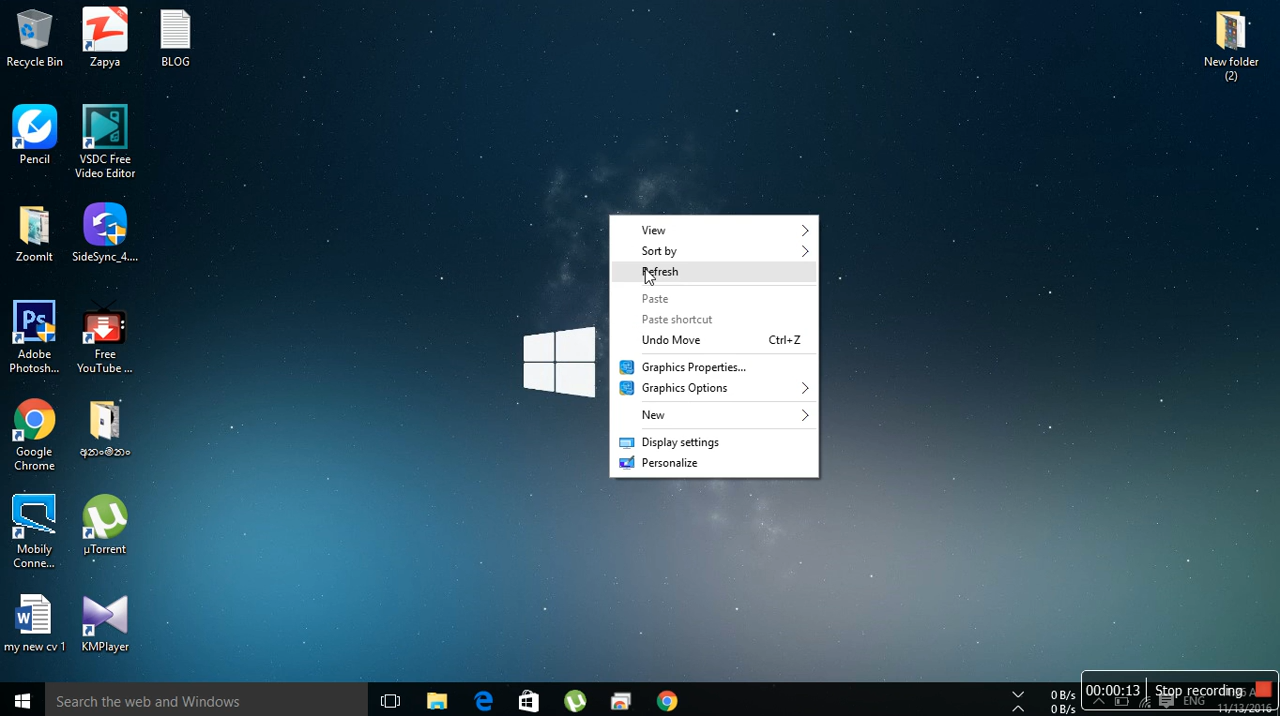 Recycle Bin
Zapya
BLOG
New folder
(2)
Pencil
VSDC Free
Video Editor
ZoomIt
SideSync_4....
Ps
Adobe
Photosh...
Free
YouTube ...
Google
Chrome
අනංමනං
Mobily
Conne...
µTorrent
my new cv 1
KMPlayer
View
Sort by
Refresh
Paste
Paste shortcut
Undo Move Ctrl+Z
Graphics Properties...
Graphics Options
New
Display settings
Personalize
Search the web and Windows
0 B/s
0 B/s
00:00:13 Stop recording
ENG
11/13/2016